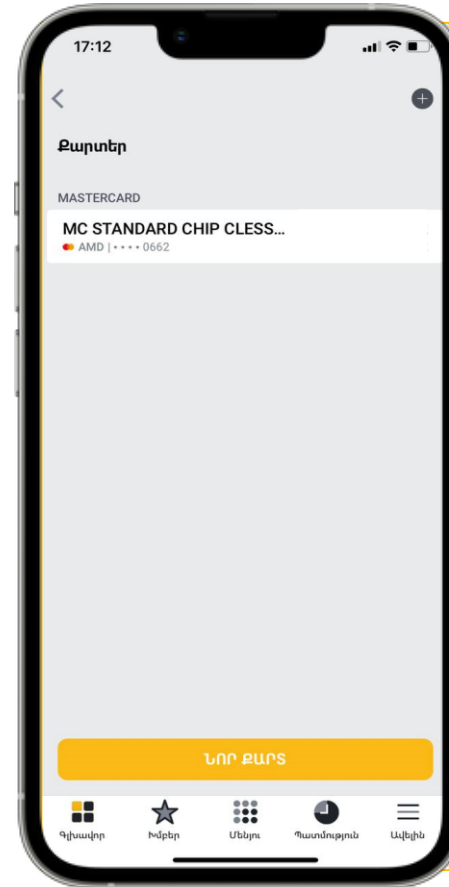 17:12
Քարտեր
MASTERCARD
MC STANDARD CHIP CLESS...
AMD | • • • • 0662
ՆՈՐ ՔԱՐՏ
Գլխավոր Խմբեր Մենյու Պատմություն Ավելին